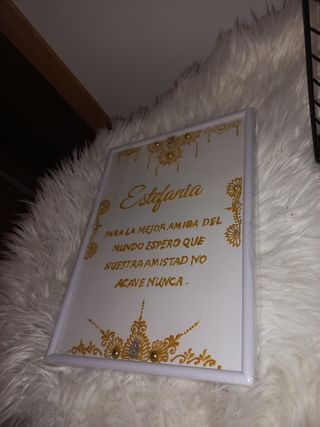 Estefania
PARA LA MEJOR AMIGA DEL
MUNDO ESPERO QUE
NUESTRA AMISTAD NO
ACAVE NUNCA.